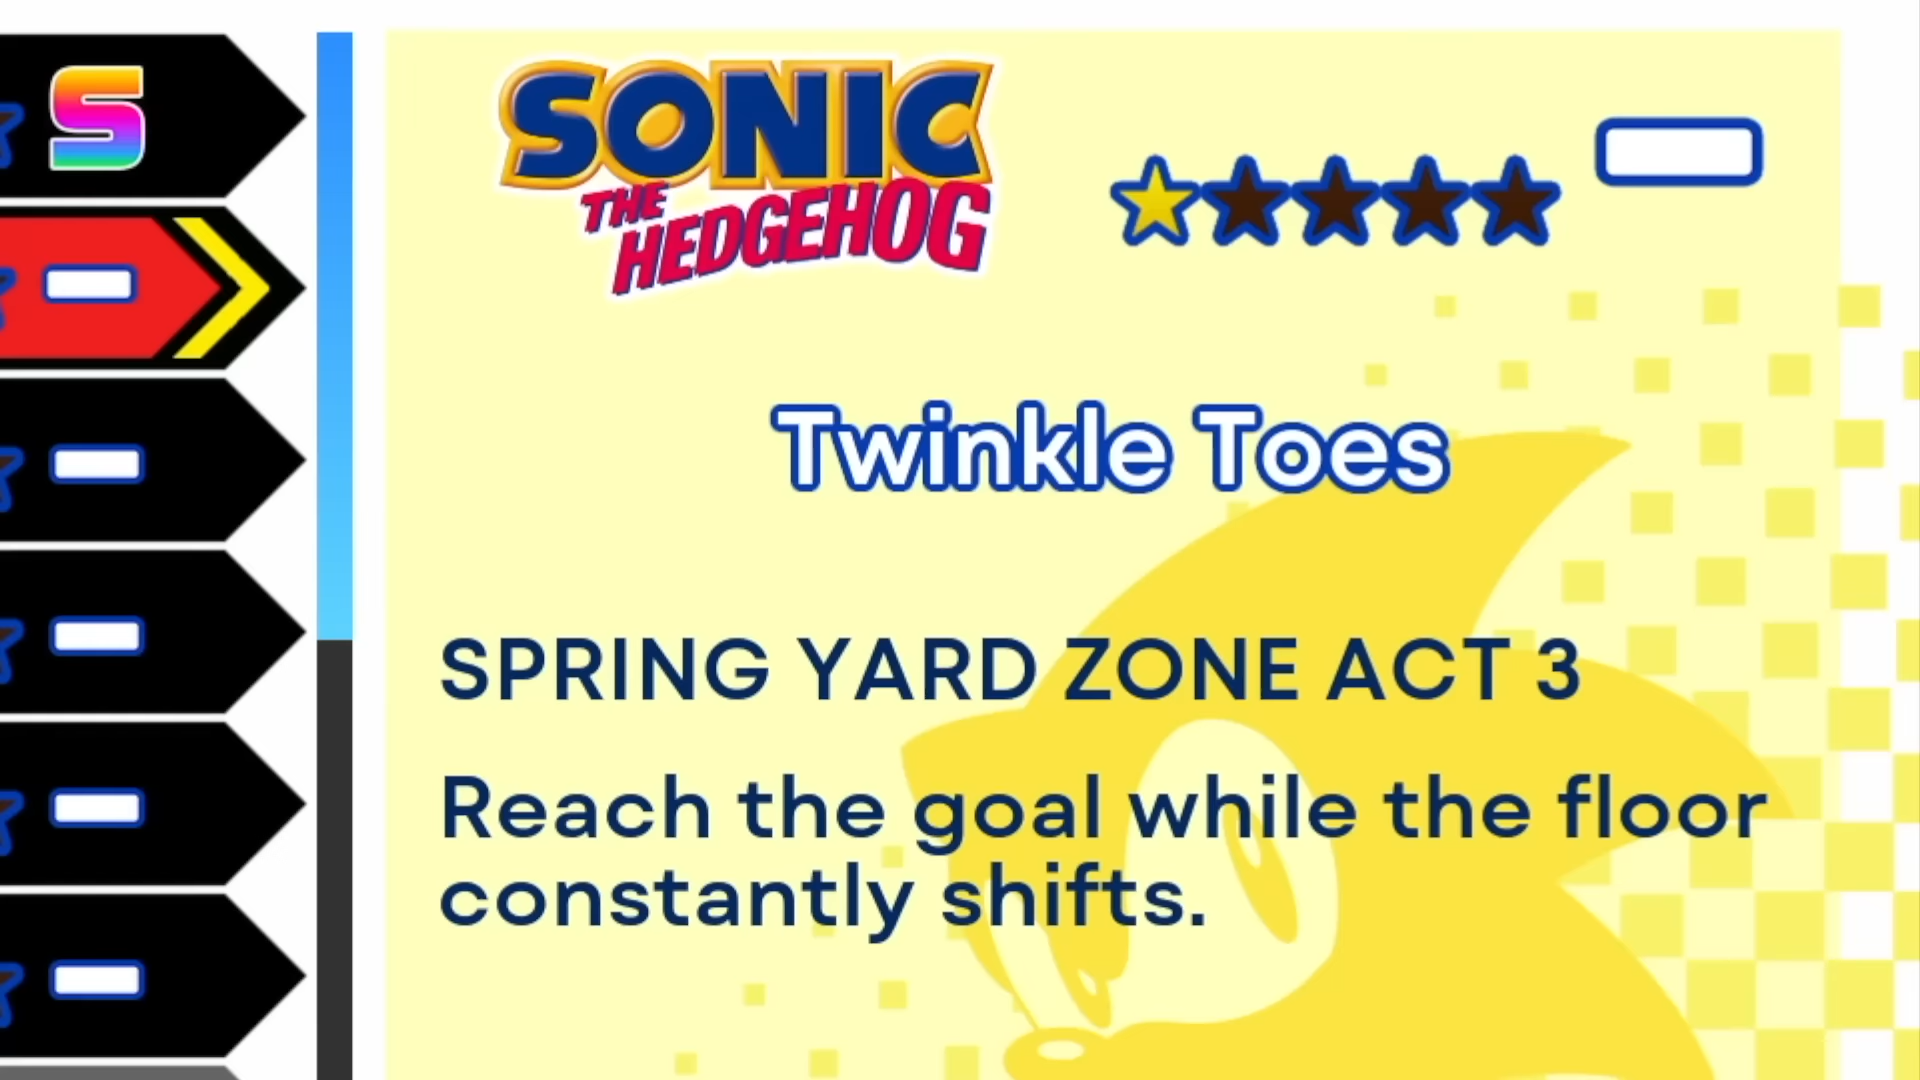 S
SONIC
THE
HEDGEHOG
Twinkle Toes
SPRING YARD ZONE ACT 3
Reach the goal while the floor
constantly shifts.